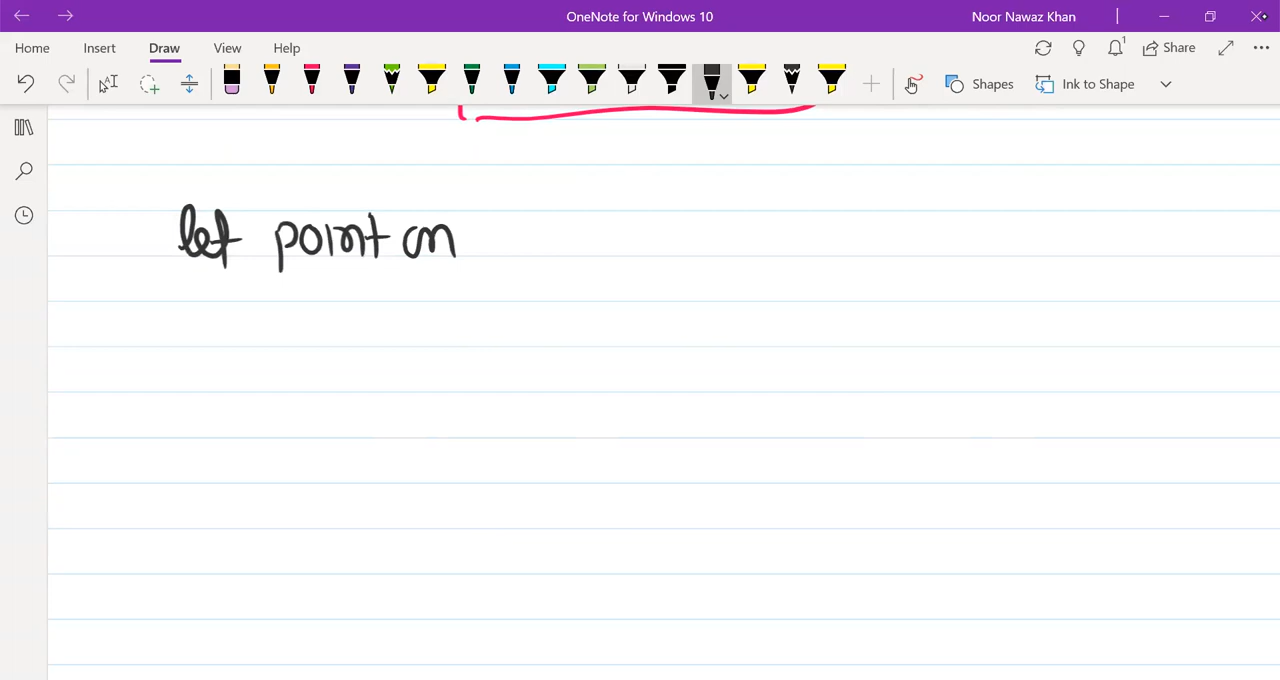 OneNote for Windows 10
Noor Nawaz Khan
Home Insert Draw View Help
1
Share
Shapes
Ink to Shape
let point on